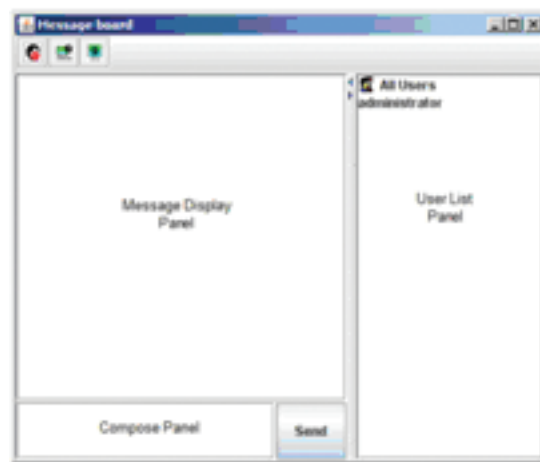 Message board
All Users
administrator
Message Display
Panel
User List
Panel
Compose Panel
Send